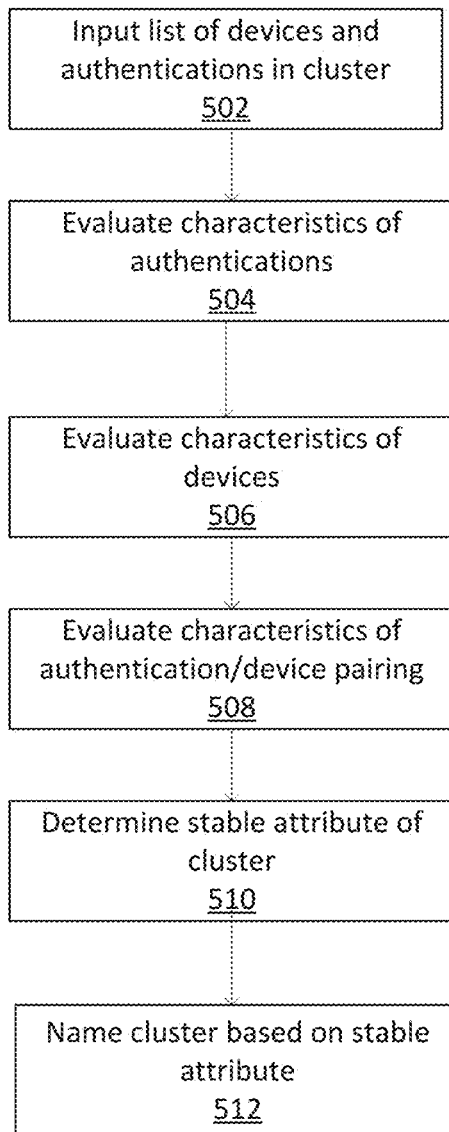 Input list of devices and
authentications in cluster
502
Evaluate characteristics of
authentications
504
Evaluate characteristics of
devices
506
Evaluate characteristics of
authentication/device pairing
508
Determine stable attribute of
cluster
510
Name cluster based on stable
attribute
512